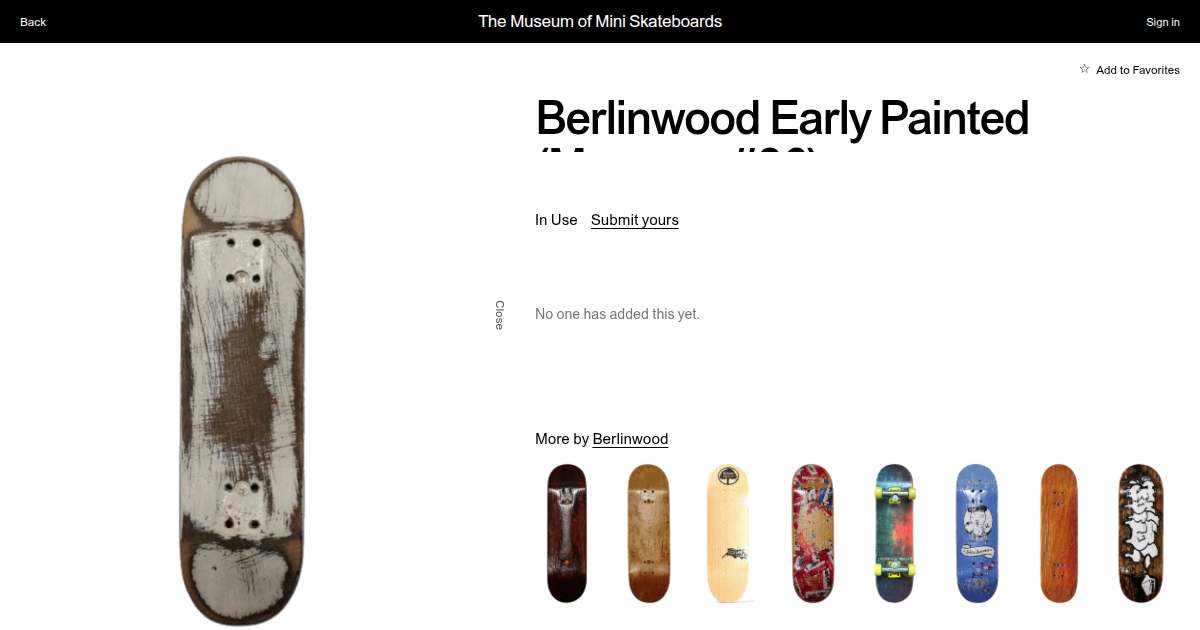 Back
The Museum of Mini Skateboards
Sign in
☆ Add to Favorites
Berlinwood Early Painted
In Use Submit yours
Close
No one has added this yet.
More by Berlinwood